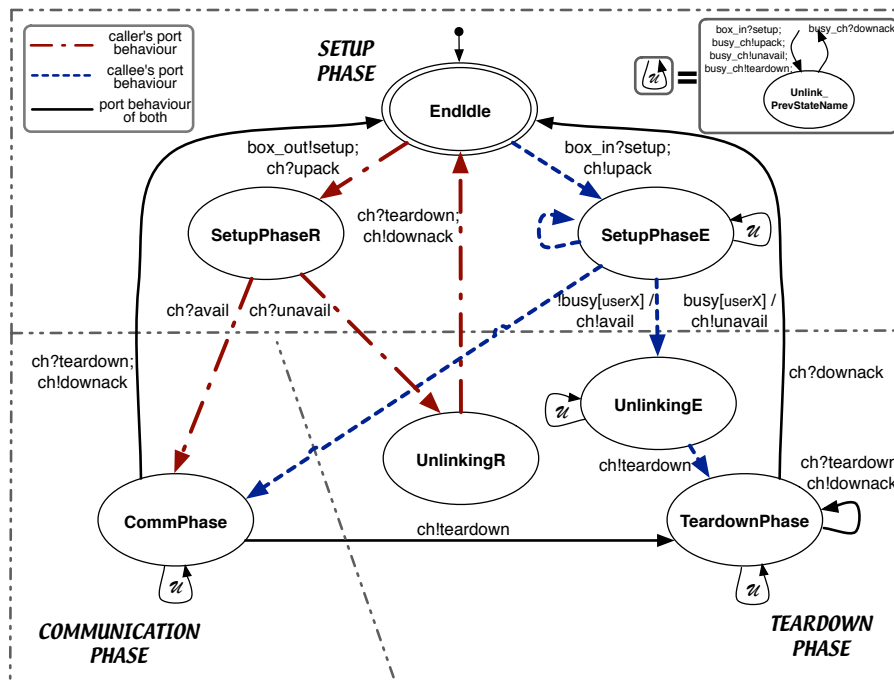 caller's port
behaviour
callee's port
behaviour
port behaviour
of both
SETUP
PHASE
box_in?setup;
busy_ch!upack;
busy_ch!unavail;
busy_ch!teardown;
busy_ch?downack
U
=
Unlink_
PrevStateName
EndIdle
box_out!setup;
ch?upack
box_in?setup;
ch!upack
SetupPhaseR
ch?teardown;
ch!downack
SetupPhaseE
U
ch?avail
ch?unavail
!busy[userX] /
ch!avail
busy[userX] /
ch!unavail
ch?teardown;
ch!downack
ch?downack
U
UnlinkingE
UnlinkingR
ch!teardown
ch?teardown
ch!downack
CommPhase
ch!teardown
TeardownPhase
U
U
COMMUNICATION
PHASE
TEARDOWN
PHASE